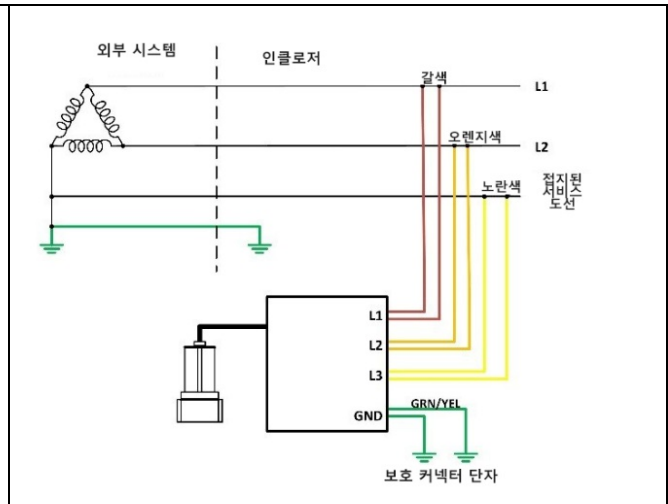 외부 시스템
인클로저
갈색
L1
오렌지색
L2
노란색
접지된
서비스
도선
L1
L2
L3
GRN/YEL
GND
보호 커넥터 단자